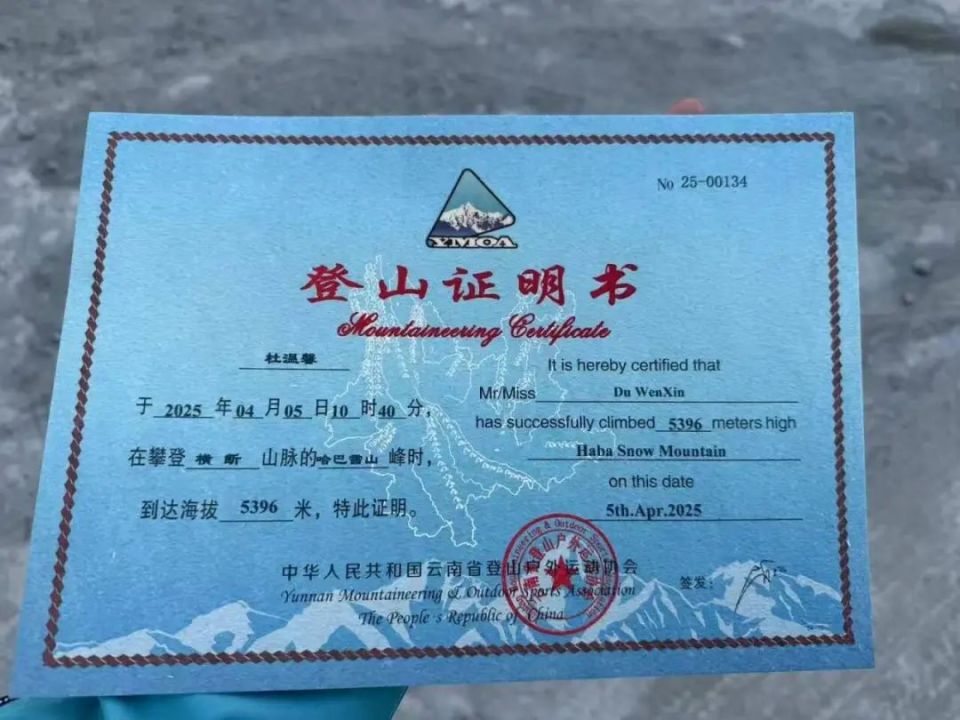 No 25-00134
YMOA
登山证明书
Mountaineering Certificate
杜温馨
于 2025 年 04 月 05 日 10 时 40 分，
在攀登 横断 山脉的 哈巴雪山 峰时，
到达海拔 5396 米，特此证明。
It is hereby certified that
Mr/Miss Du WenXin
has successfully climbed 5396 meters high
Haba Snow Mountain
on this date
5th.Apr.2025
中华人民共和国云南省登山户外运动协会
Yunnan Mountaineering & Outdoor Sports Association
The People's Republic of China
签发：